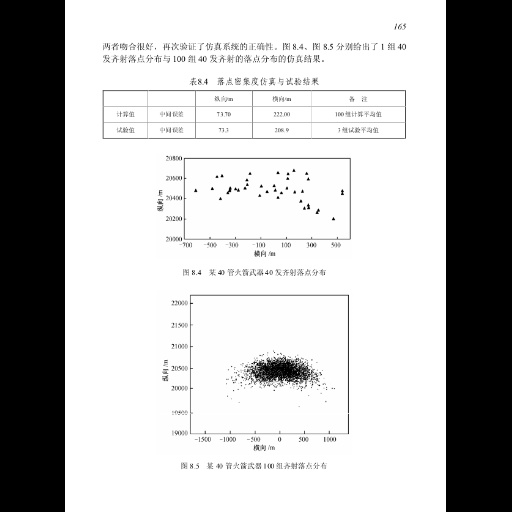 165
两者吻合很好，再次验证了仿真系统的正确性。图 8.4、图 8.5 分别给出了 1 组 40
发齐射落点分布与 100 组 40 发齐射的落点分布的仿真结果。
表8.4 落点密集度仿真与试验结果
纵向/m 横向/m 备 注
计算值 中间误差 73.70 222.00 100 组计算平均值
试验值 中间误差 73.3 208.9 3 组试验平均值
20800
20600
20400
20200
20000
纵向 /m
-700 -500 -300 -100 100 300 500
横向 /m
图 8.4 某 40 管火箭武器 40 发齐射落点分布
22000
21500
21000
20500
20000
19500
19000
纵向 /m
-1500 -1000 -500 0 500 1000
横向 /m
图 8.5 某 40 管火箭武器 100 组齐射落点分布